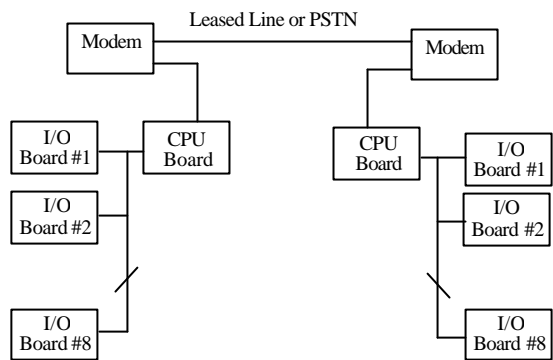 Leased Line or PSTN
Modem
Modem
I/O
Board #1
CPU
Board
CPU
Board
I/O
Board #1
I/O
Board #2
I/O
Board #2
I/O
Board #8
I/O
Board #8